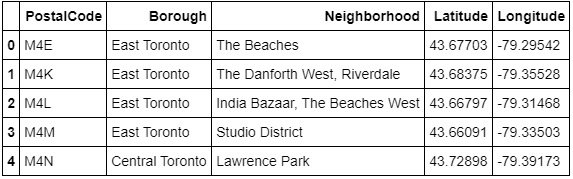 PostalCode Borough Neighborhood Latitude Longitude
0 M4E East Toronto The Beaches 43.67703 -79.29542
1 M4K East Toronto The Danforth West, Riverdale 43.68375 -79.35528
2 M4L East Toronto India Bazaar, The Beaches West 43.66797 -79.31468
3 M4M East Toronto Studio District 43.66091 -79.33503
4 M4N Central Toronto Lawrence Park 43.72898 -79.39173